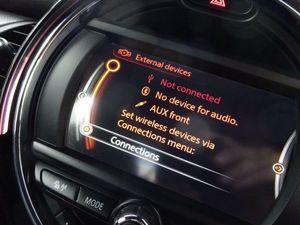 External devices
Not connected
No device for audio.
AUX front
Set wireless devices via
Connections menu:
Connections
MODE